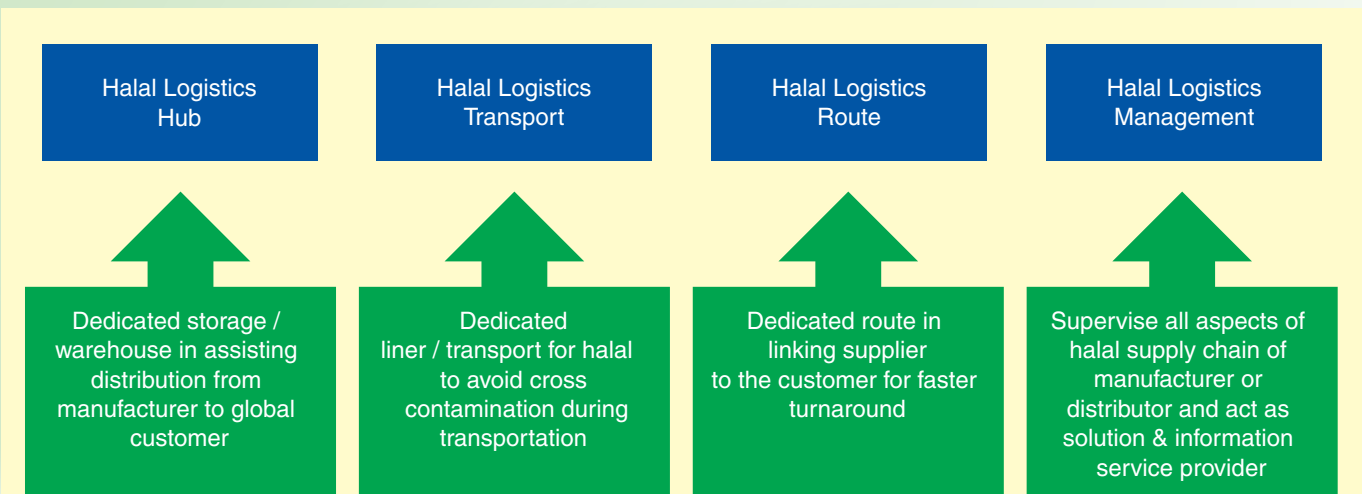 Halal Logistics
Hub
Halal Logistics
Transport
Halal Logistics
Route
Halal Logistics
Management
Dedicated storage /
warehouse in assisting
distribution from
manufacturer to global
customer
Dedicated
liner / transport for halal
to avoid cross
contamination during
transportation
Dedicated route in
linking supplier
to the customer for faster
turnaround
Supervise all aspects of
halal supply chain of
manufacturer or
distributor and act as
solution & information
service provider